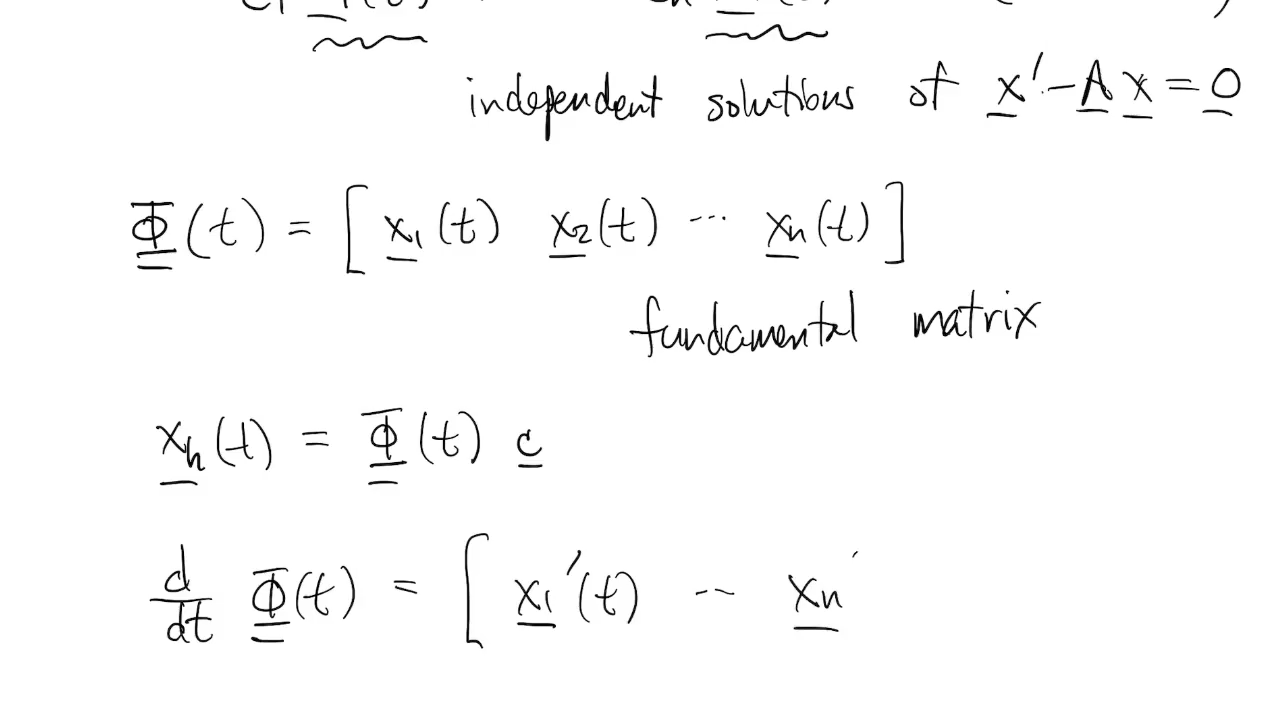 independent solutions of x' - A x = 0
Φ(t) = [ x₁(t) x₂(t) ... xₙ(t) ]
fundamental matrix
xₕ(t) = Φ(t) c
d/dt Φ(t) = [ x₁'(t) ... xₙ'